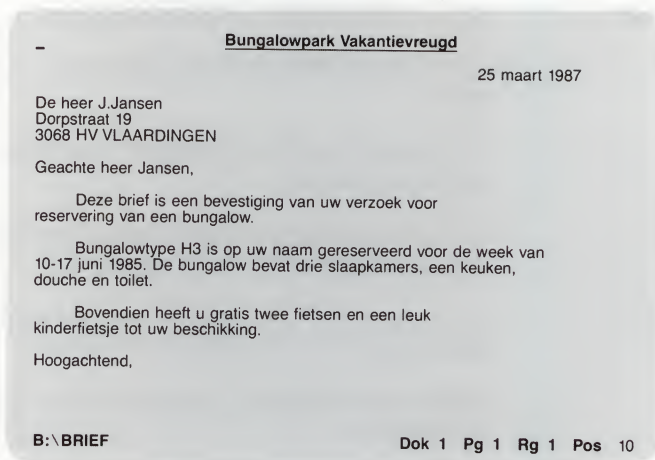 Bungalowpark Vakantievreugd
25 maart 1987
De heer J.Jansen
Dorpstraat 19
3068 HV VLAARDINGEN
Geachte heer Jansen,
Deze brief is een bevestiging van uw verzoek voor
reservering van een bungalow.
Bungalowtype H3 is op uw naam gereserveerd voor de week van
10-17 juni 1985. De bungalow bevat drie slaapkamers, een keuken,
douche en toilet.
Bovendien heeft u gratis twee fietsen en een leuk
kinderfietsje tot uw beschikking.
Hoogachtend,
B:\BRIEF Dok 1 Pg 1 Rg 1 Pos 10